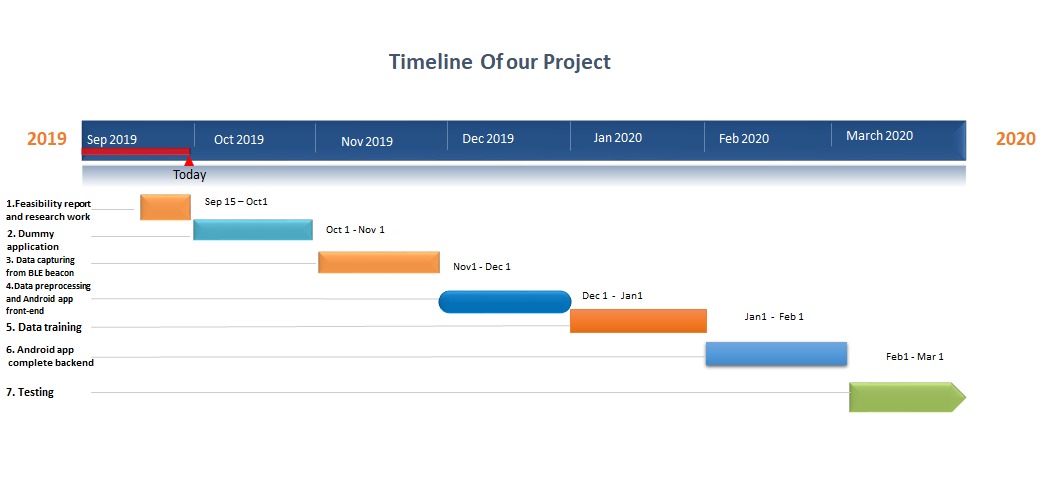 Timeline Of our Project
2019
Sep 2019
Oct 2019
Nov 2019
Dec 2019
Jan 2020
Feb 2020
March 2020
2020
Today
1.Feasibility report
and research work
Sep 15 – Oct1
2. Dummy
application
Oct 1 - Nov 1
3. Data capturing
from BLE beacon
Nov1 - Dec 1
4.Data preprocessing
and Android app
front-end
Dec 1 - Jan1
5. Data training
Jan1 - Feb 1
6. Android app
complete backend
Feb1 - Mar 1
7. Testing